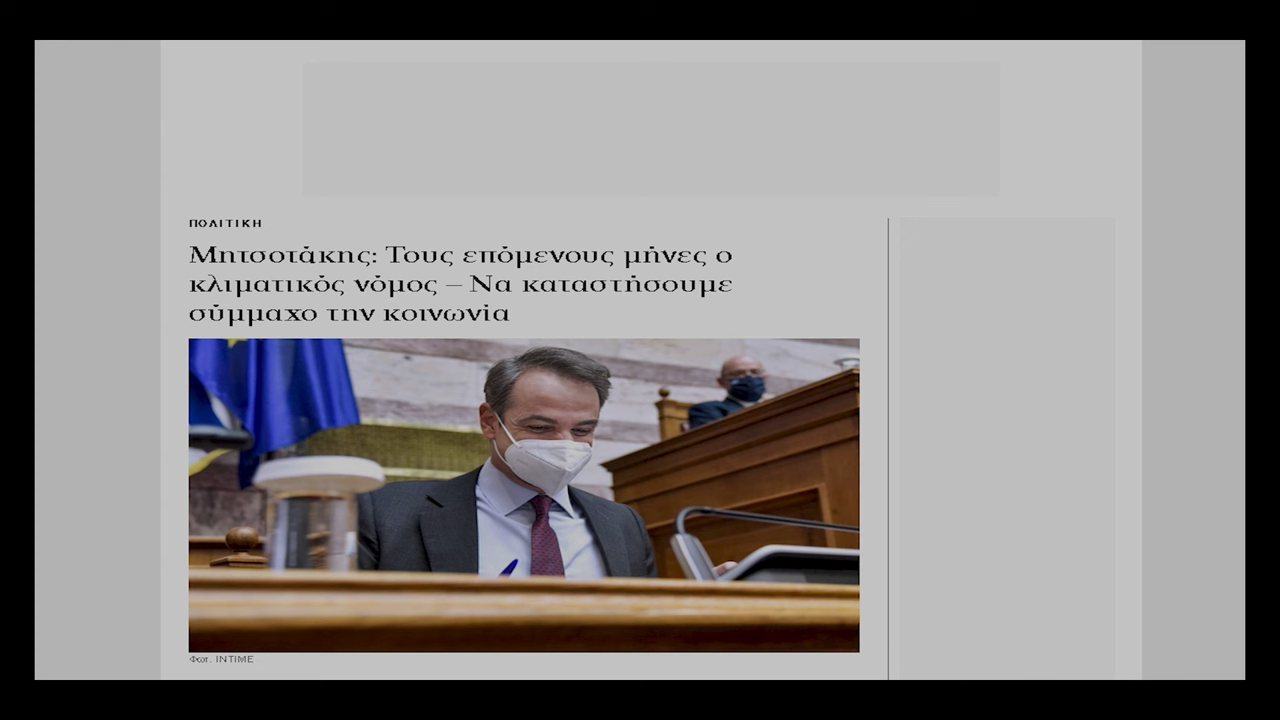 ΠΟΛΙΤΙΚΗ
Μητσοτάκης: Τους επόμενους μήνες ο
κλιματικός νόμος – Να καταστήσουμε
σύμμαχο την κοινωνία
Φωτ. INTIME